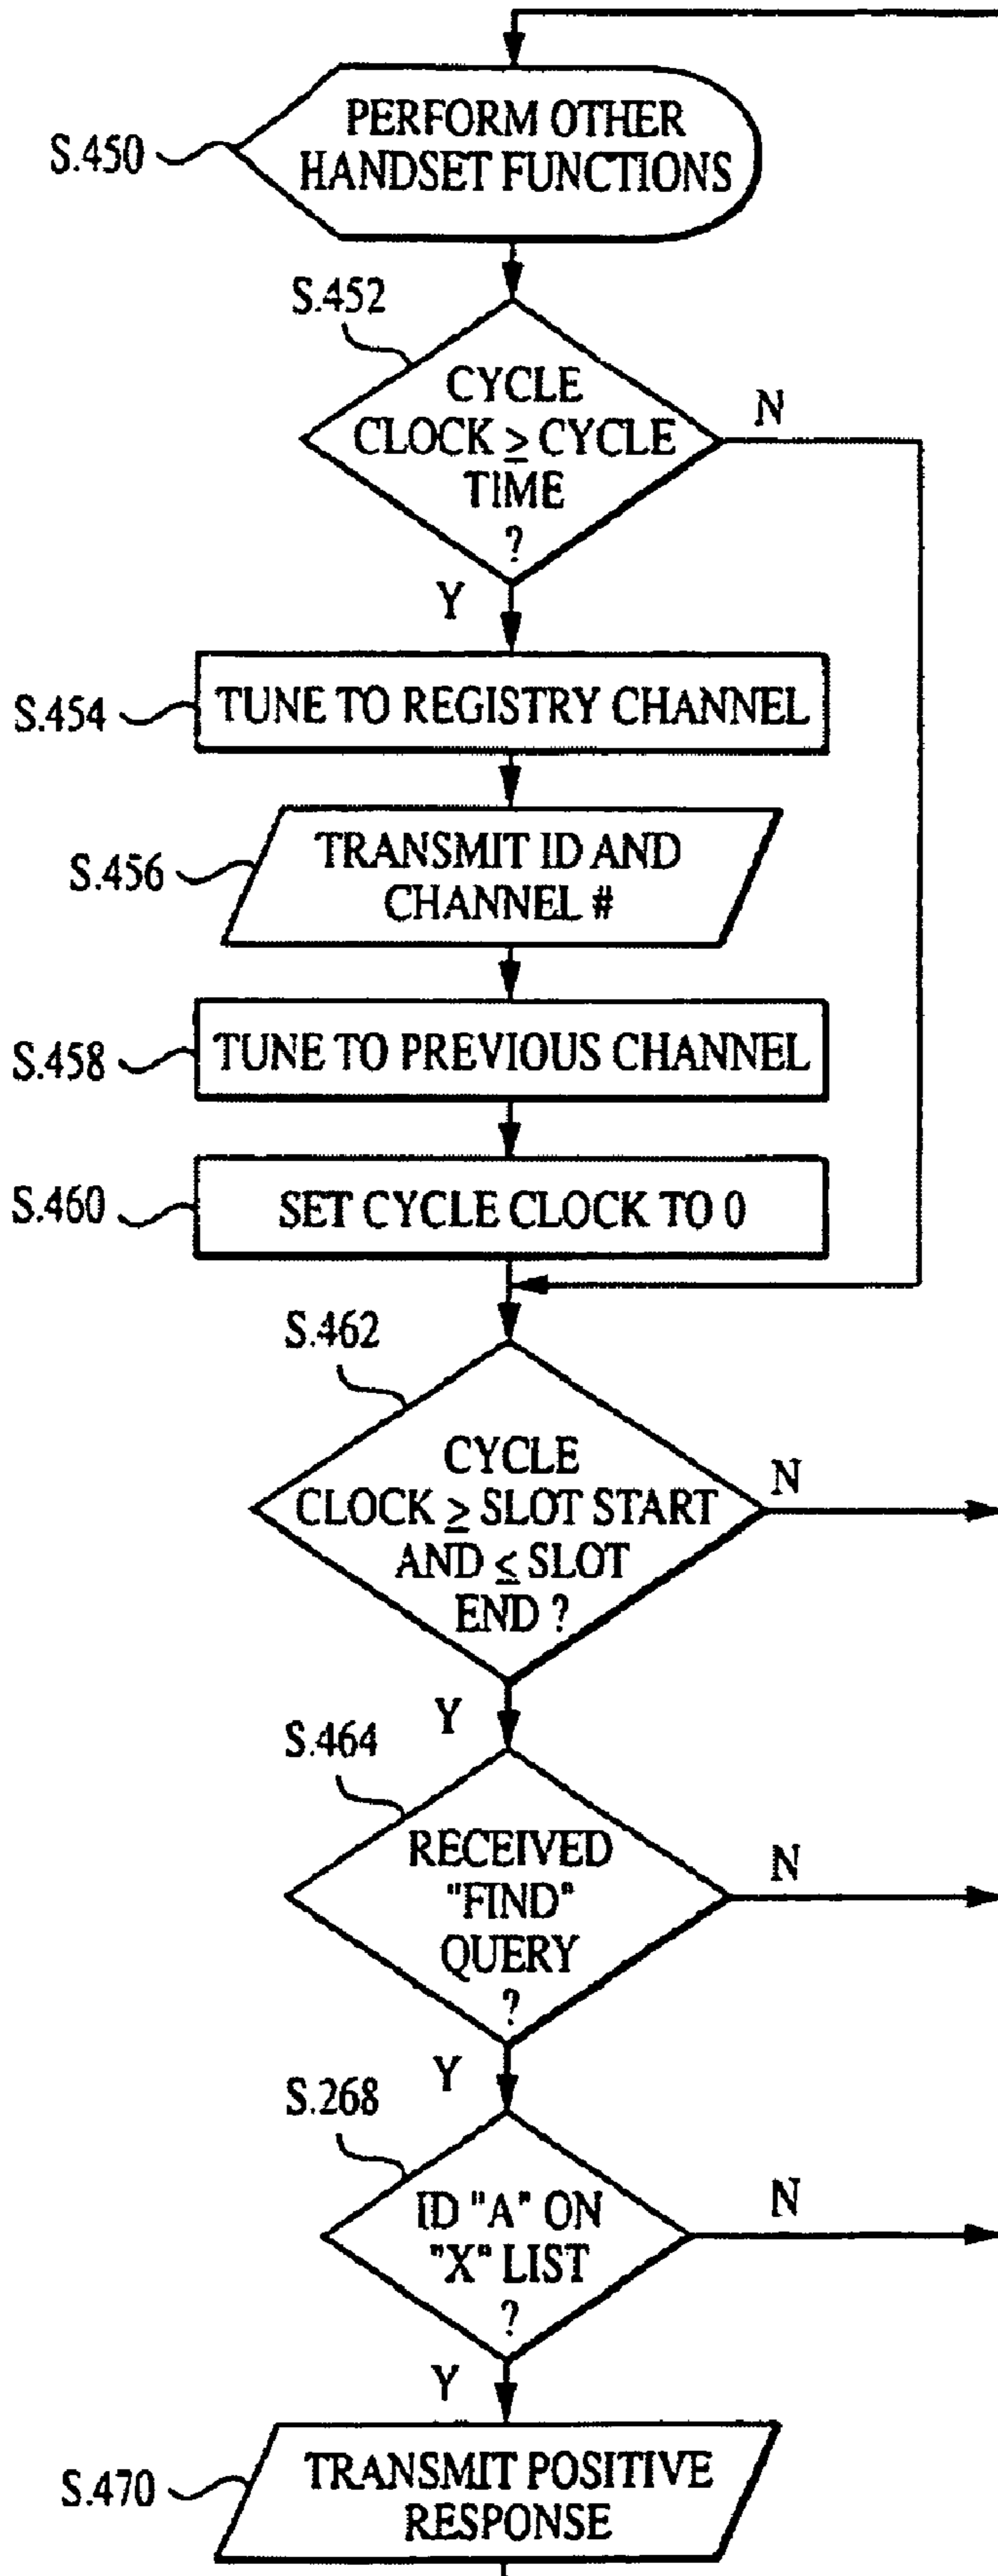 S.450
PERFORM OTHER
HANDSET FUNCTIONS
S.452
CYCLE
CLOCK ≥ CYCLE
TIME
?
N
Y
S.454
TUNE TO REGISTRY CHANNEL
S.456
TRANSMIT ID AND
CHANNEL #
S.458
TUNE TO PREVIOUS CHANNEL
S.460
SET CYCLE CLOCK TO 0
S.462
CYCLE
CLOCK ≥ SLOT START
AND ≤ SLOT
END ?
N
Y
S.464
RECEIVED
"FIND"
QUERY
?
N
Y
S.268
ID "A" ON
"X" LIST
?
N
Y
S.470
TRANSMIT POSITIVE
RESPONSE